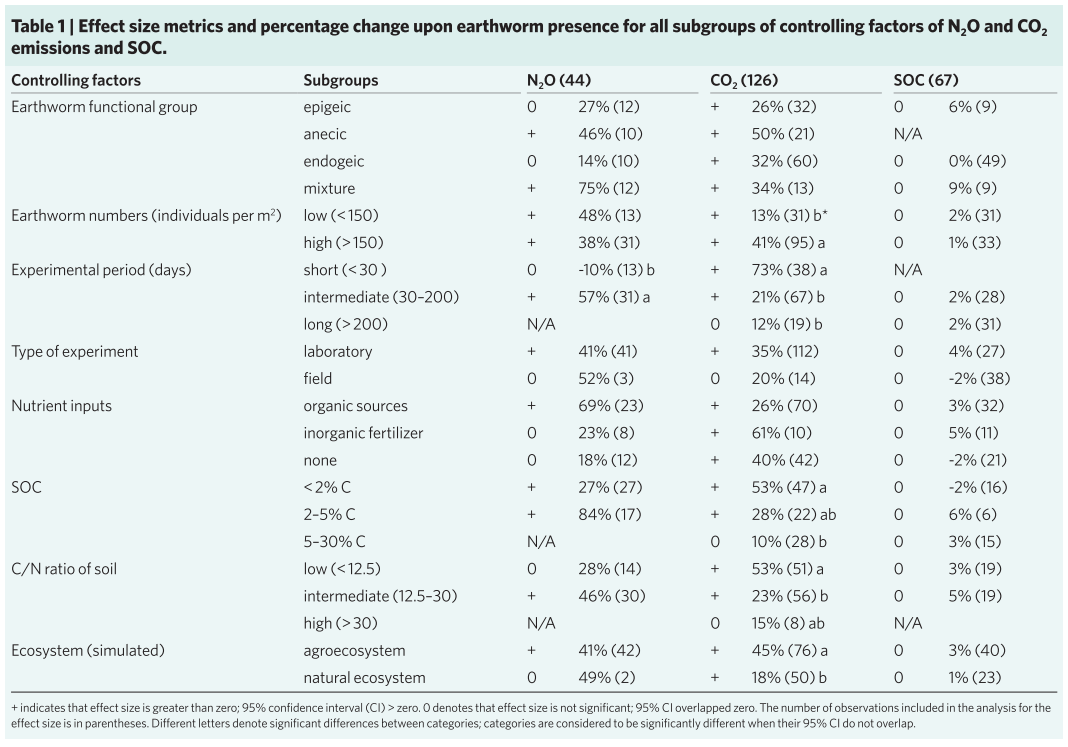 Table 1 | Effect size metrics and percentage change upon earthworm presence for all subgroups of controlling factors of N₂O and CO₂
emissions and SOC.
Controlling factors Subgroups N₂O (44) CO₂ (126) SOC (67)
Earthworm functional group epigeic 0 27% (12) + 26% (32) 0 6% (9)
anecic + 46% (10) + 50% (21) N/A
endogeic 0 14% (10) + 32% (60) 0 0% (49)
mixture + 75% (12) + 34% (13) 0 9% (9)
Earthworm numbers (individuals per m²) low (<150) + 48% (13) + 13% (31) b* 0 2% (31)
high (>150) + 38% (31) + 41% (95) a 0 1% (33)
Experimental period (days) short (<30 ) 0 -10% (13) b + 73% (38) a N/A
intermediate (30–200) + 57% (31) a + 21% (67) b 0 2% (28)
long (>200) N/A 0 12% (19) b 0 2% (31)
Type of experiment laboratory + 41% (41) + 35% (112) 0 4% (27)
field 0 52% (3) 0 20% (14) 0 -2% (38)
Nutrient inputs organic sources + 69% (23) + 26% (70) 0 3% (32)
inorganic fertilizer 0 23% (8) + 61% (10) 0 5% (11)
none 0 18% (12) + 40% (42) 0 -2% (21)
SOC <2% C + 27% (27) + 53% (47) a 0 -2% (16)
2–5% C + 84% (17) + 28% (22) ab 0 6% (6)
5–30% C N/A 0 10% (28) b 0 3% (15)
C/N ratio of soil low (<12.5) 0 28% (14) + 53% (51) a 0 3% (19)
intermediate (12.5–30) + 46% (30) + 23% (56) b 0 5% (19)
high (>30) N/A 0 15% (8) ab N/A
Ecosystem (simulated) agroecosystem + 41% (42) + 45% (76) a 0 3% (40)
natural ecosystem 0 49% (2) + 18% (50) b 0 1% (23)
+ indicates that effect size is greater than zero; 95% confidence interval (CI) > zero. 0 denotes that effect size is not significant; 95% CI overlapped zero. The number of observations included in the analysis for the
effect size is in parentheses. Different letters denote significant differences between categories; categories are considered to be significantly different when their 95% CI do not overlap.